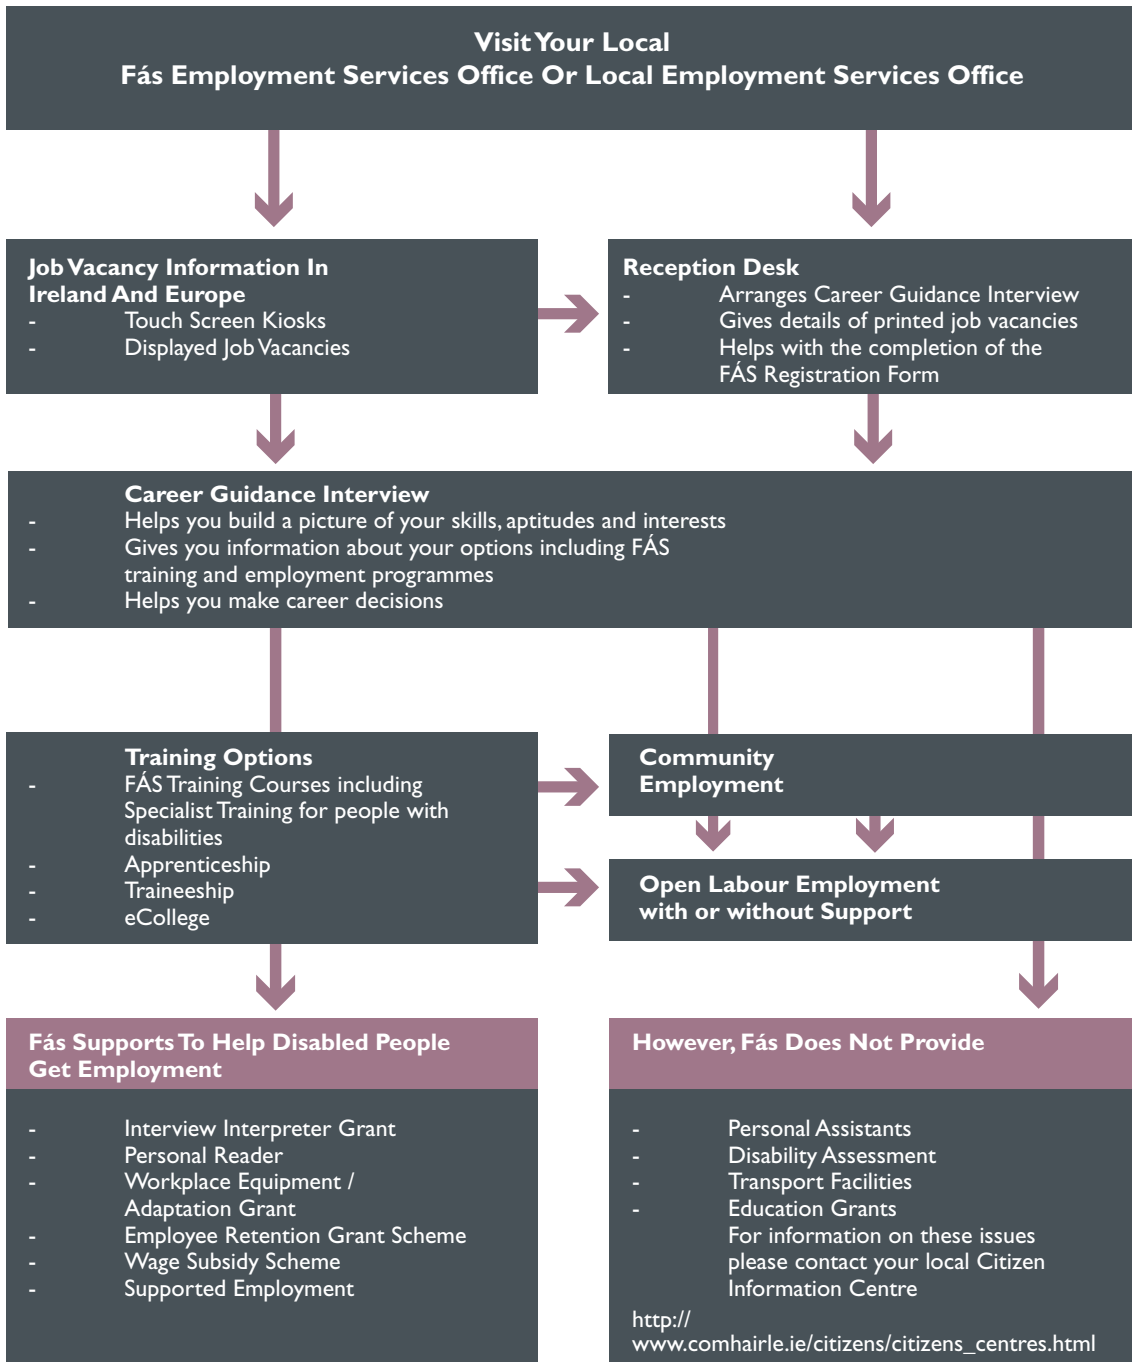 Visit Your Local
Fás Employment Services Office Or Local Employment Services Office
Job Vacancy Information In
Ireland And Europe
- Touch Screen Kiosks
- Displayed Job Vacancies
Reception Desk
- Arranges Career Guidance Interview
- Gives details of printed job vacancies
- Helps with the completion of the
FÁS Registration Form
Career Guidance Interview
- Helps you build a picture of your skills, aptitudes and interests
- Gives you information about your options including FÁS
training and employment programmes
- Helps you make career decisions
Training Options
- FÁS Training Courses including
Specialist Training for people with
disabilities
- Apprenticeship
- Traineeship
- eCollege
Community
Employment
Open Labour Employment
with or without Support
Fás Supports To Help Disabled People
Get Employment
- Interview Interpreter Grant
- Personal Reader
- Workplace Equipment /
Adaptation Grant
- Employee Retention Grant Scheme
- Wage Subsidy Scheme
- Supported Employment
However, Fás Does Not Provide
- Personal Assistants
- Disability Assessment
- Transport Facilities
- Education Grants
For information on these issues
please contact your local Citizen
Information Centre
http://
www.comhairle.ie/citizens/citizens_centres.html